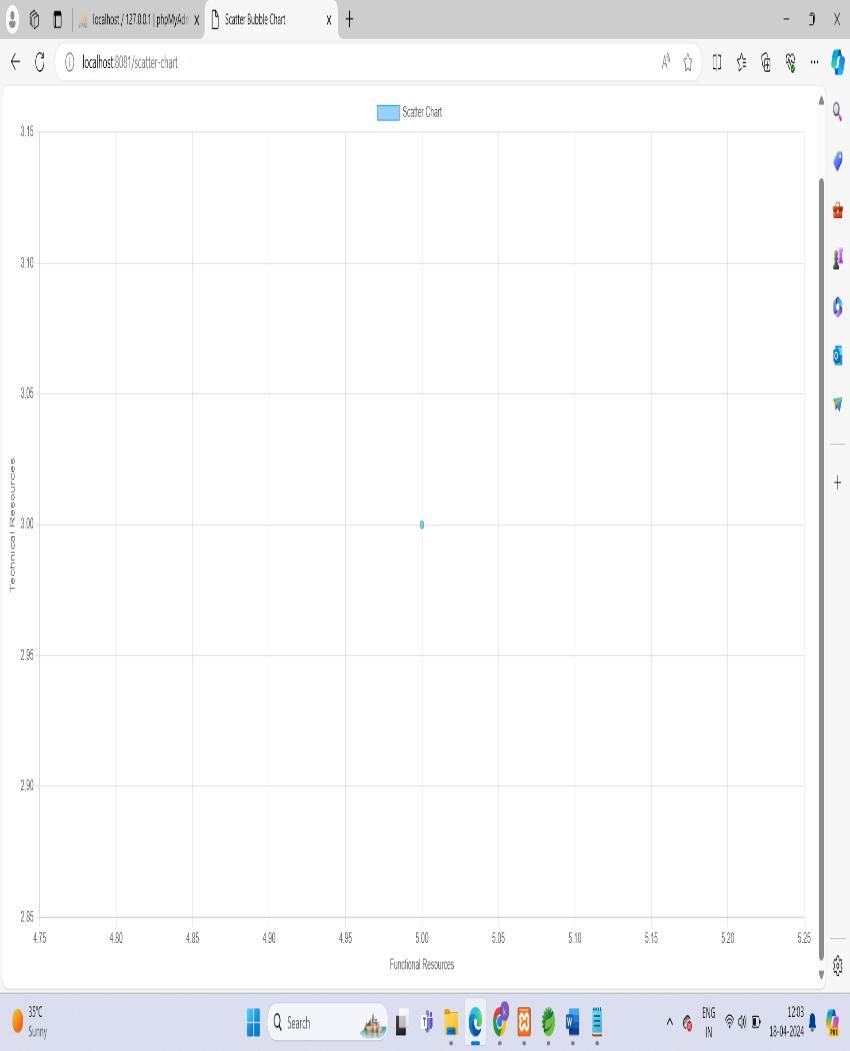 localhost / 127.0.0.1 | phpMyAdm
Scatter Bubble Chart
localhost:8081/scatter-chart
Scatter Chart
3.15
3.10
3.05
3.00
2.95
2.90
2.85
Technical Resources
4.75 4.80 4.85 4.90 4.95 5.00 5.05 5.10 5.15 5.20 5.25
Functional Resources
35°C
Sunny
Search
ENG
IN
12:03
18-04-2024